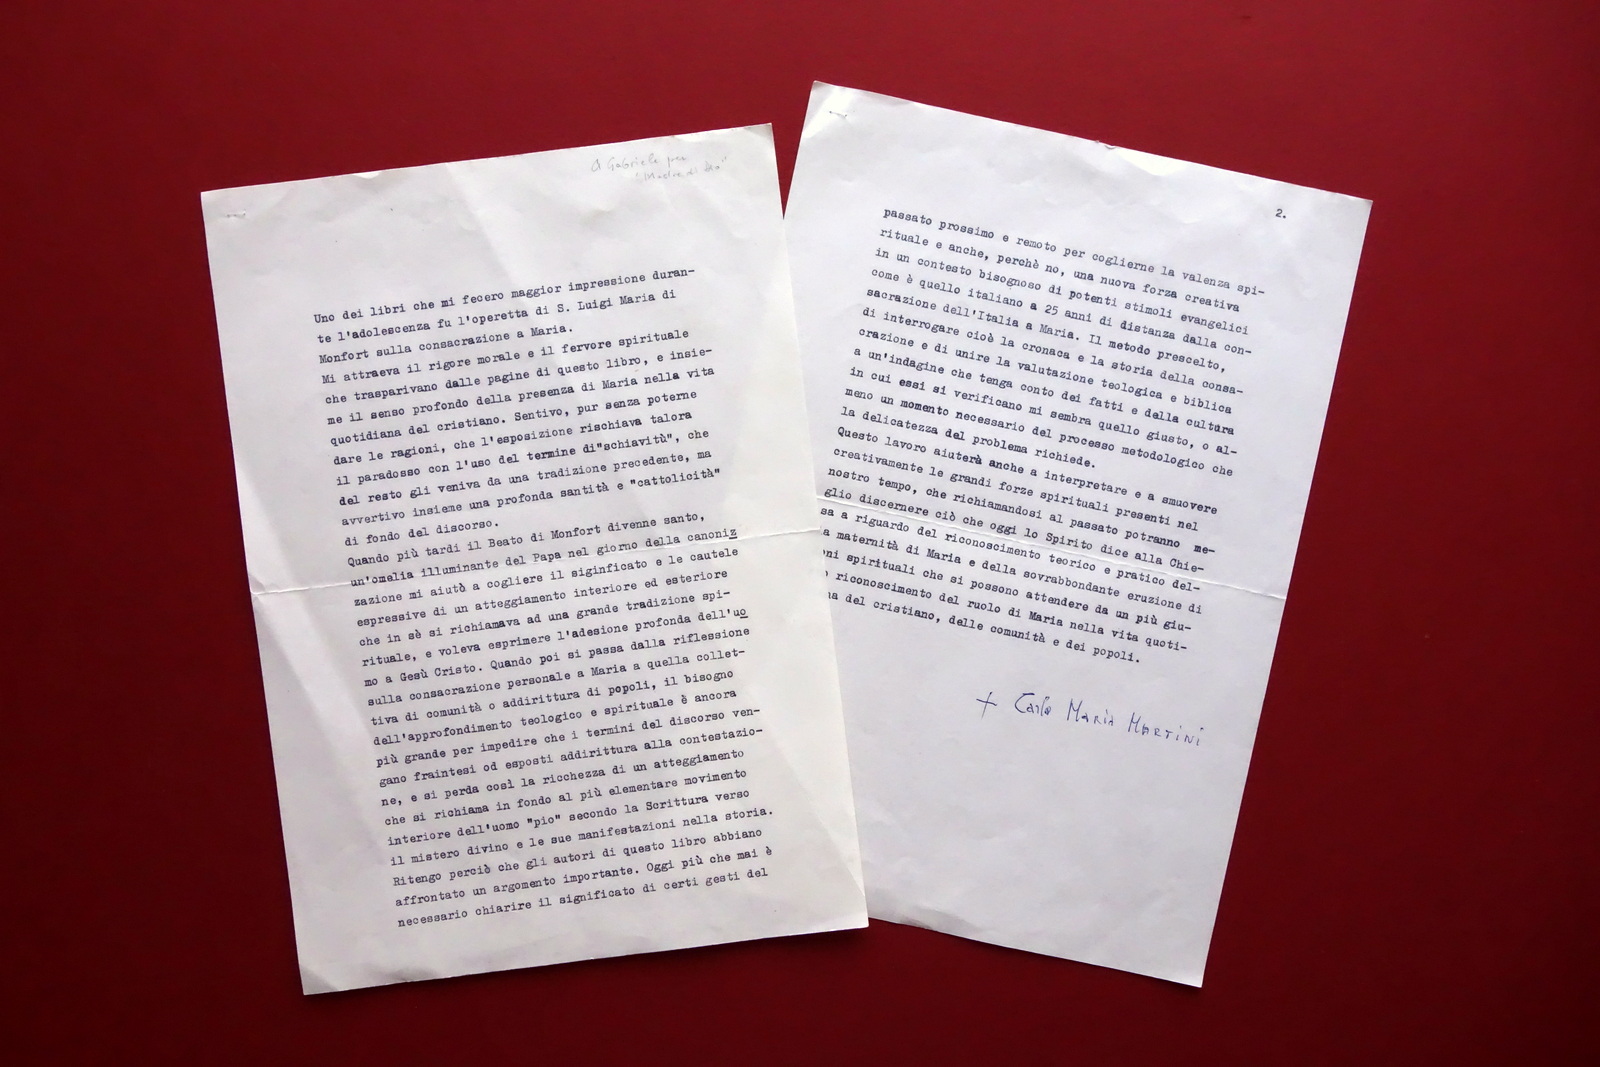 a Gabriele per
"Madre di Dio"
Uno dei libri che mi fecero maggior impressione duran-
te l'adolescenza fu l'operetta di S. Luigi Maria di
Monfort sulla consacrazione a Maria.
Mi attraeva il rigore morale e il fervore spirituale
che trasparivano dalle pagine di questo libro, e insie-
me il senso profondo della presenza di Maria nella vita
quotidiana del cristiano. Sentivo, pur senza poterne
dare le ragioni, che l'esposizione rischiava talora
il paradosso con l'uso del termine di"schiavitù", che
del resto gli veniva da una tradizione precedente, ma
avvertivo insieme una profonda santità e "cattolicità"
di fondo del discorso.
Quando più tardi il Beato di Monfort divenne santo,
un'omelia illuminante del Papa nel giorno della canoniz
zazione mi aiutò a cogliere il siginficato e le cautele
espressive di un atteggiamento interiore ed esteriore
che in sè si richiamava ad una grande tradizione spi-
rituale, e voleva esprimere l'adesione profonda dell'uo
mo a Gesù Cristo. Quando poi si passa dalla riflessione
sulla consacrazione personale a Maria a quella collet-
tiva di comunità o addirittura di popoli, il bisogno
dell'approfondimento teologico e spirituale è ancora
più grande per impedire che i termini del discorso ven-
gano fraintesi od esposti addirittura alla contestazio-
ne, e si perda così la ricchezza di un atteggiamento
che si richiama in fondo al più elementare movimento
interiore dell'uomo "pio" secondo la Scrittura verso
il mistero divino e le sue manifestazioni nella storia.
Ritengo perciò che gli autori di questo libro abbiano
affrontato un argomento importante. Oggi più che mai è
necessario chiarire il significato di certi gesti del
2.
passato prossimo e remoto per coglierne la valenza spi-
rituale e anche, perchè no, una nuova forza creativa
in un contesto bisognoso di potenti stimoli evangelici
come è quello italiano a 25 anni di distanza dalla con-
sacrazione dell'Italia a Maria. Il metodo prescelto,
di interrogare cioè la cronaca e la storia della consa-
crazione e di unire la valutazione teologica e biblica
a un'indagine che tenga conto dei fatti e della cultura
in cui essi si verificano mi sembra quello giusto, o al-
meno un momento necessario del processo metodologico che
la delicatezza del problema richiede.
Questo lavoro aiuterà anche a interpretare e a smuovere
creativamente le grandi forze spirituali presenti nel
nostro tempo, che richiamandosi al passato potranno me-
glio discernere ciò che oggi lo Spirito dice alla Chie-
sa a riguardo del riconoscimento teorico e pratico del-
a maternità di Maria e della sovrabbondante eruzione di
ni spirituali che si possono attendere da un più giu-
riconoscimento del ruolo di Maria nella vita quoti-
na del cristiano, delle comunità e dei popoli.
+ Carlo Maria Martini